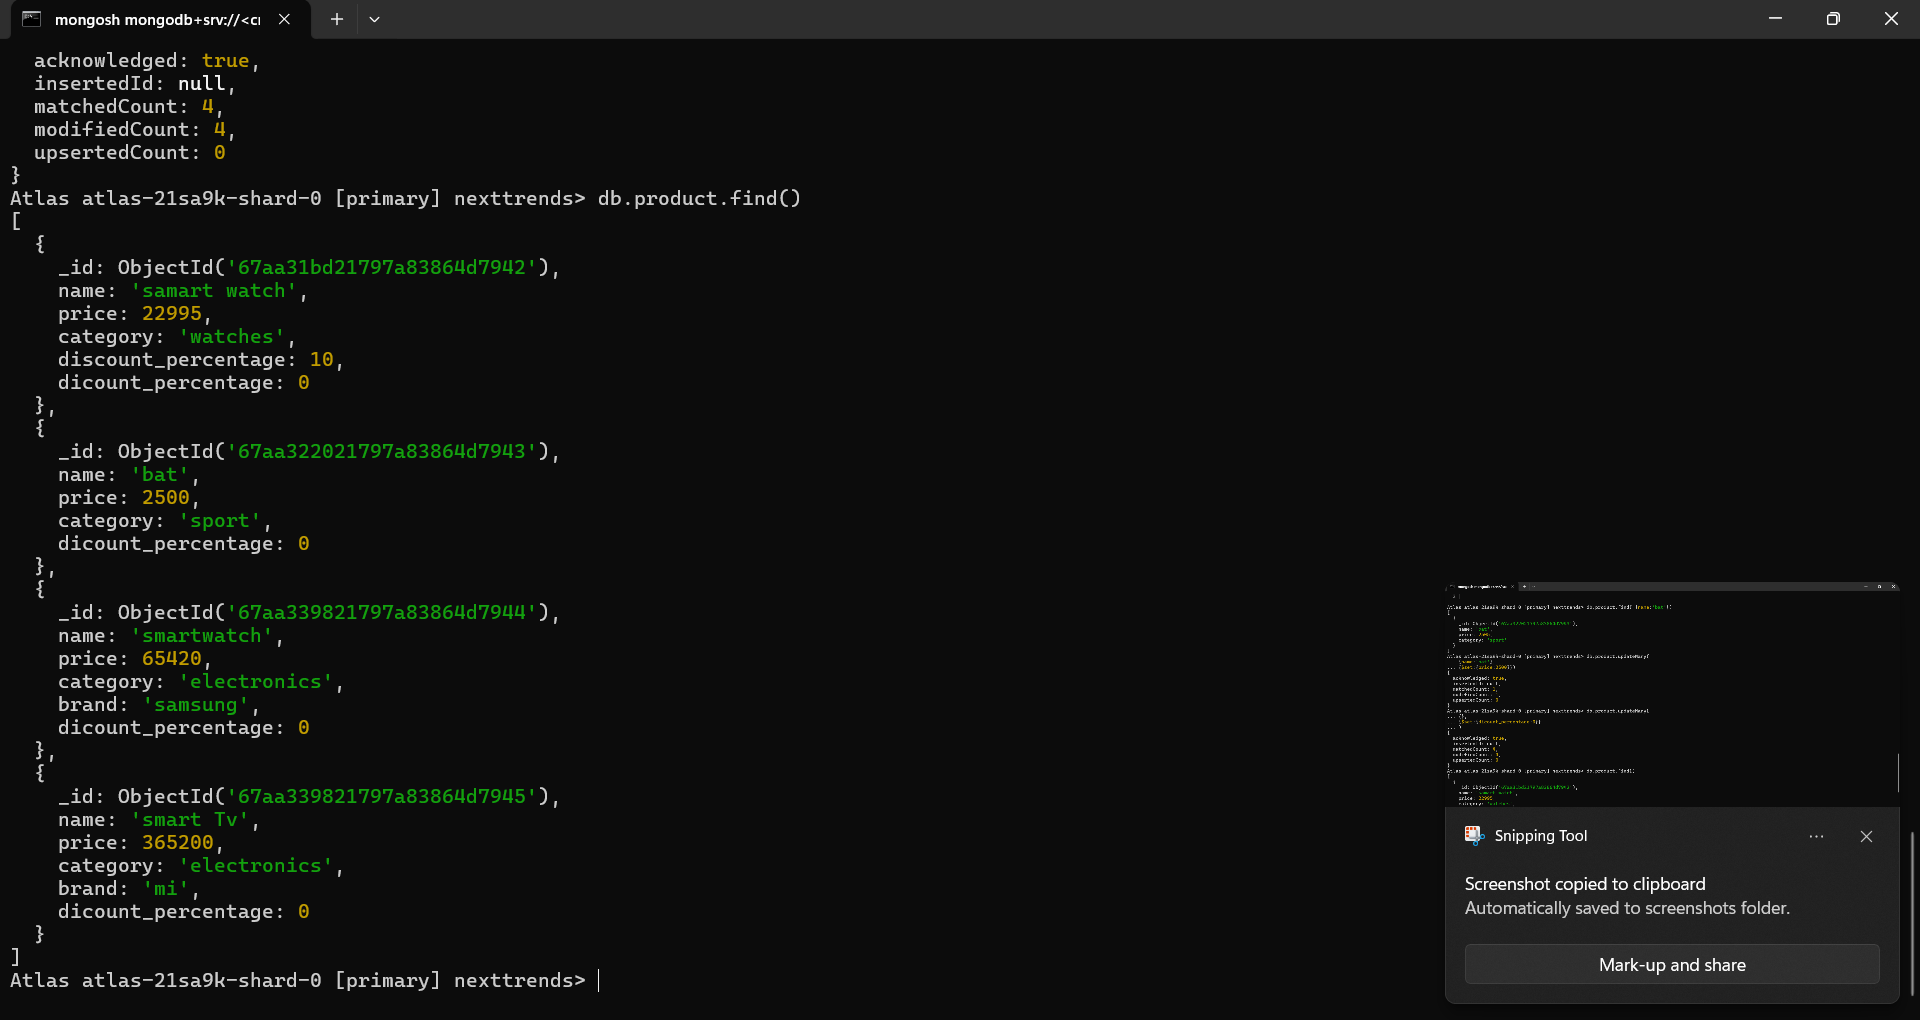 mongosh mongodb+srv://<cr
acknowledged: true,
insertedId: null,
matchedCount: 4,
modifiedCount: 4,
upsertedCount: 0
}
Atlas atlas-21sa9k-shard-0 [primary] nexttrends> db.product.find()
[
{
_id: ObjectId('67aa31bd21797a83864d7942'),
name: 'samart watch',
price: 22995,
category: 'watches',
discount_percentage: 10,
dicount_percentage: 0
},
{
_id: ObjectId('67aa322021797a83864d7943'),
name: 'bat',
price: 2500,
category: 'sport',
dicount_percentage: 0
},
{
_id: ObjectId('67aa339821797a83864d7944'),
name: 'smartwatch',
price: 65420,
category: 'electronics',
brand: 'samsung',
dicount_percentage: 0
},
{
_id: ObjectId('67aa339821797a83864d7945'),
name: 'smart Tv',
price: 365200,
category: 'electronics',
brand: 'mi',
dicount_percentage: 0
}
]
Atlas atlas-21sa9k-shard-0 [primary] nexttrends>
Snipping Tool
Screenshot copied to clipboard
Automatically saved to screenshots folder.
Mark-up and share